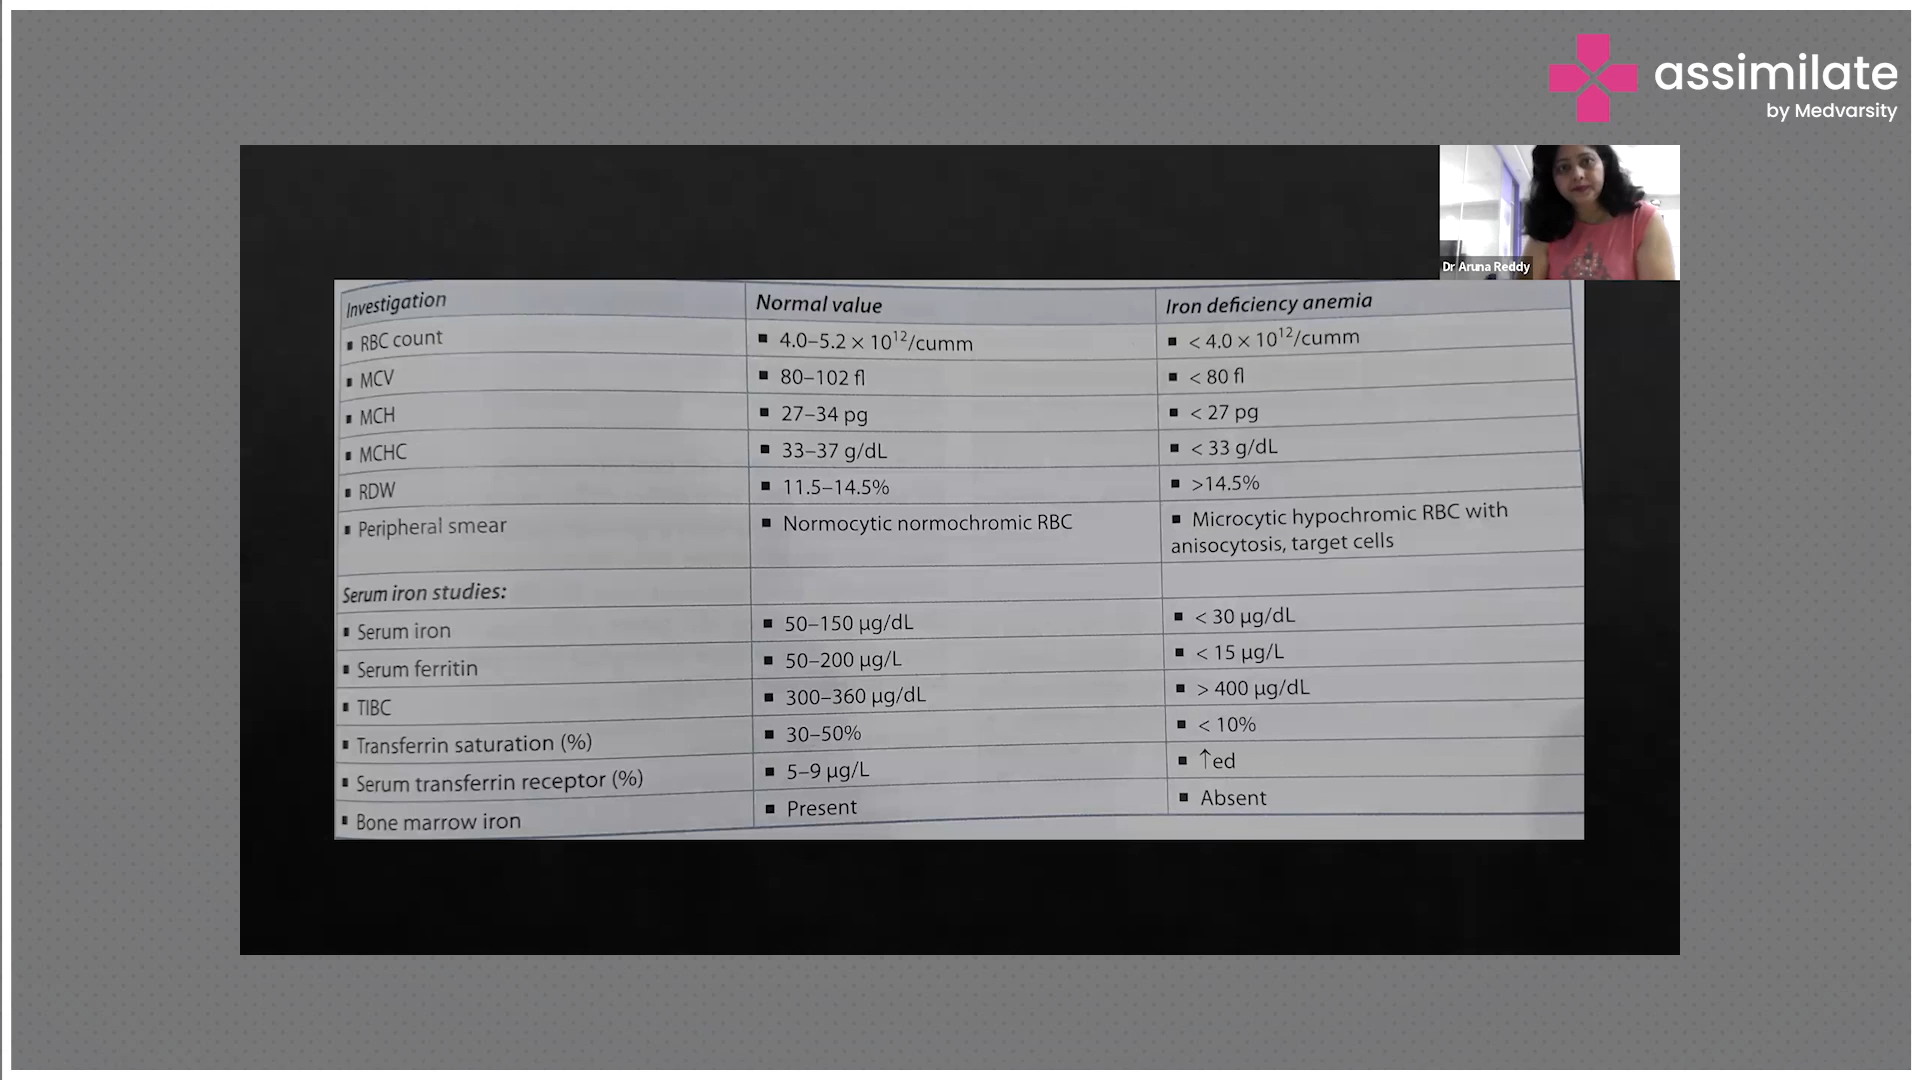 assimilate
by Medvarsity
Dr Aruna Reddy
Investigation Normal value Iron deficiency anemia
▪ RBC count ▪ 4.0–5.2 × 10¹²/cumm ▪ < 4.0 × 10¹²/cumm
▪ MCV ▪ 80–102 fl ▪ < 80 fl
▪ MCH ▪ 27–34 pg ▪ < 27 pg
▪ MCHC ▪ 33–37 g/dL ▪ < 33 g/dL
▪ RDW ▪ 11.5–14.5% ▪ >14.5%
▪ Peripheral smear ▪ Normocytic normochromic RBC ▪ Microcytic hypochromic RBC with
anisocytosis, target cells
Serum iron studies:
▪ Serum iron ▪ 50–150 µg/dL ▪ < 30 µg/dL
▪ Serum ferritin ▪ 50–200 µg/L ▪ < 15 µg/L
▪ TIBC ▪ 300–360 µg/dL ▪ > 400 µg/dL
▪ Transferrin saturation (%) ▪ 30–50% ▪ < 10%
▪ Serum transferrin receptor (%) ▪ 5–9 µg/L ▪ ↑ed
▪ Bone marrow iron ▪ Present ▪ Absent